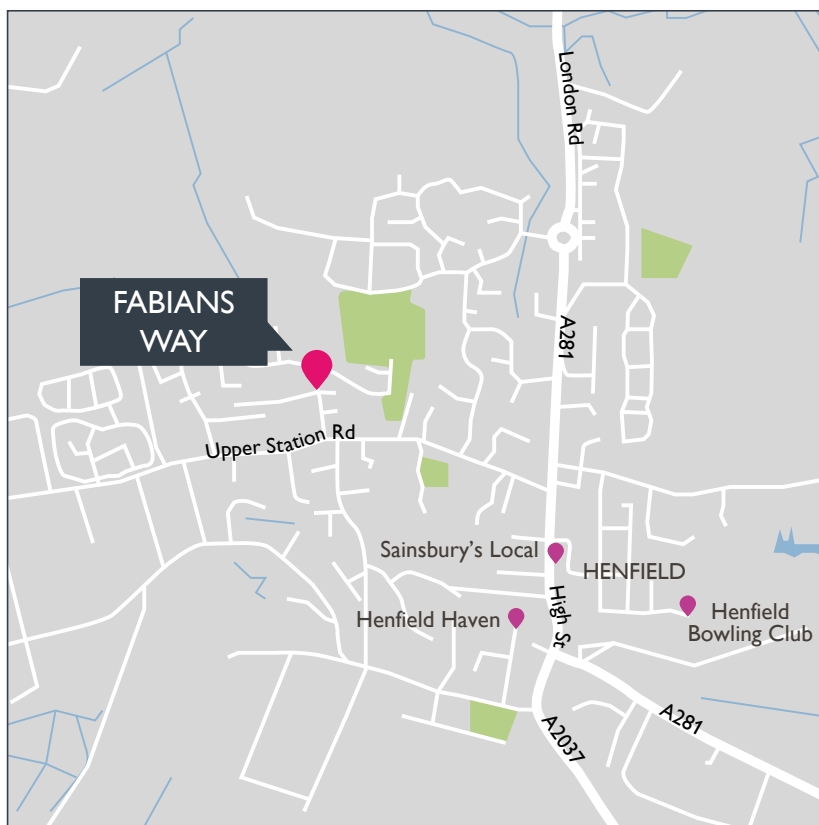 London Rd
FABIANS
WAY
A281
Upper Station Rd
Sainsbury's Local
HENFIELD
High St
Henfield Haven
Henfield
Bowling Club
A281
A2037